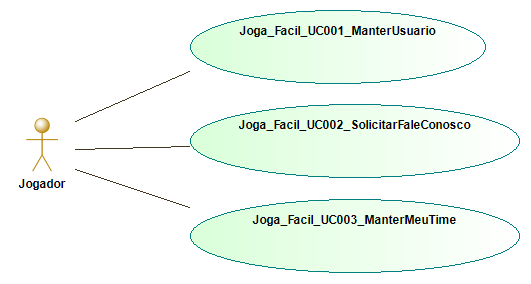 Joga_Facil_UC001_ManterUsuario
Joga_Facil_UC002_SolicitarFaleConosco
Jogador
Joga_Facil_UC003_ManterMeuTime